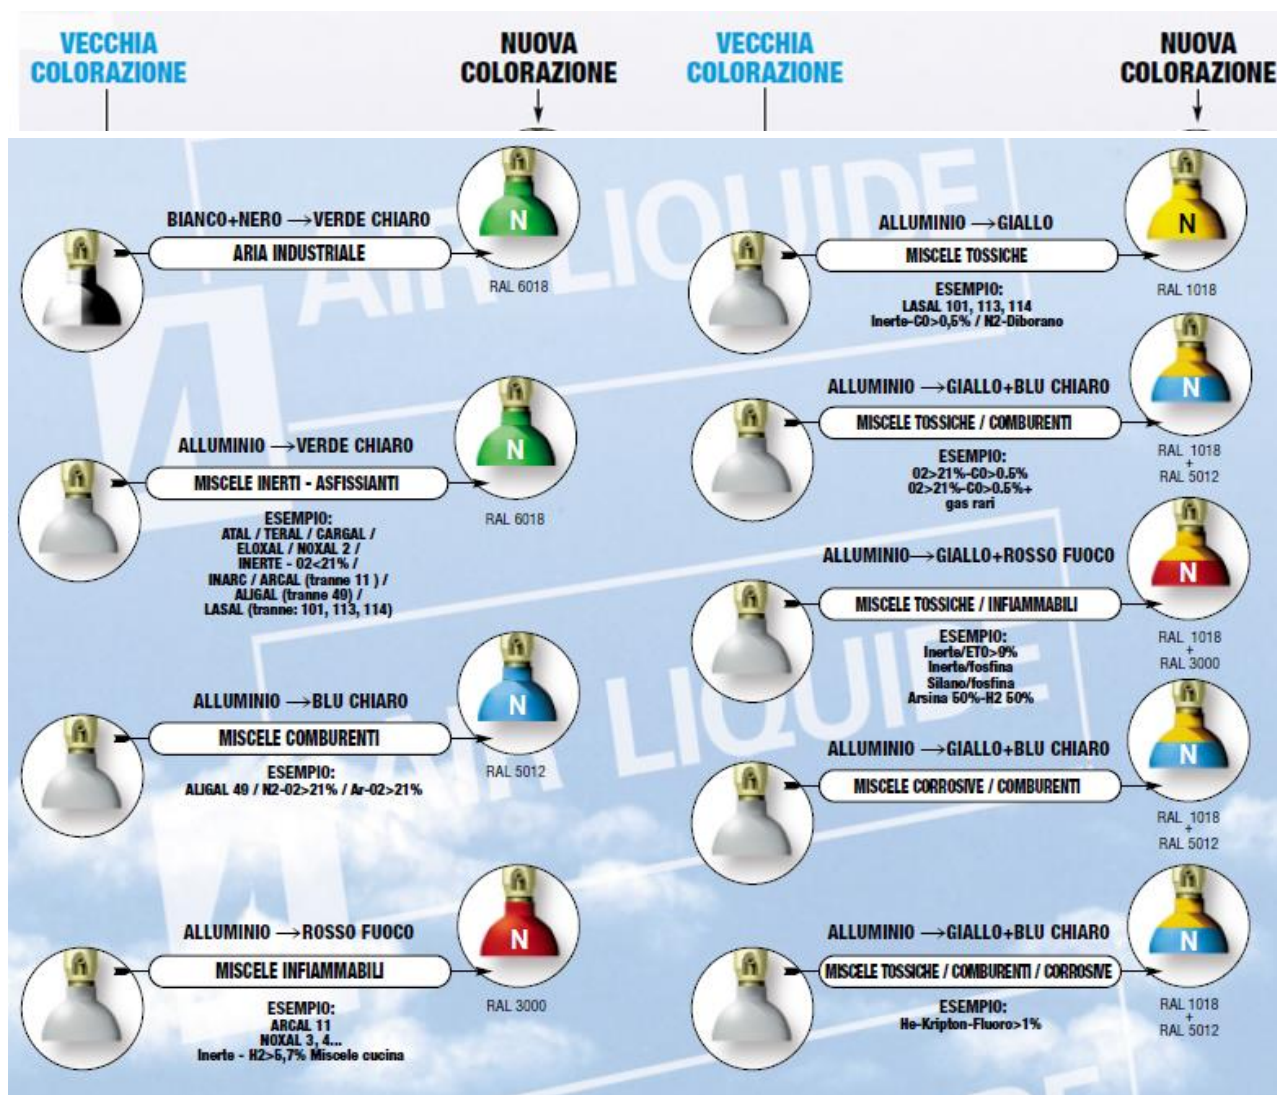 VECCHIA
COLORAZIONE
NUOVA
COLORAZIONE
VECCHIA
COLORAZIONE
NUOVA
COLORAZIONE
BIANCO+NERO →VERDE CHIARO
ARIA INDUSTRIALE
N
RAL 6018
ALLUMINIO →VERDE CHIARO
MISCELE INERTI - ASFISSIANTI
N
RAL 6018
ESEMPIO:
ATAL / TERAL / CARGAL /
ELOXAL / NOXAL 2 /
INERTE - O2<21% /
INARC / ARCAL (tranne 11 ) /
ALIGAL (tranne 49) /
LASAL (tranne: 101, 113, 114)
ALLUMINIO →BLU CHIARO
MISCELE COMBURENTI
N
RAL 5012
ESEMPIO:
ALIGAL 49 / N2-O2>21% / Ar-O2>21%
ALLUMINIO →ROSSO FUOCO
MISCELE INFIAMMABILI
N
RAL 3000
ESEMPIO:
ARCAL 11
NOXAL 3, 4...
Inerte - H2>5,7% Miscele cucina
ALLUMINIO →GIALLO
MISCELE TOSSICHE
N
RAL 1018
ESEMPIO:
LASAL 101, 113, 114
Inerte-CO>0,5% / N2-Diborano
ALLUMINIO →GIALLO+BLU CHIARO
MISCELE TOSSICHE / COMBURENTI
N
RAL 1018
+
RAL 5012
ESEMPIO:
O2>21%-CO>0.5%
O2>21%-CO>0.5%+
gas rari
ALLUMINIO→GIALLO+ROSSO FUOCO
MISCELE TOSSICHE / INFIAMMABILI
N
RAL 1018
+
RAL 3000
ESEMPIO:
Inerte/ETO>9%
Inerte/fosfina
Silano/fosfina
Arsina 50%-H2 50%
ALLUMINIO →GIALLO+BLU CHIARO
MISCELE CORROSIVE / COMBURENTI
N
RAL 1018
+
RAL 5012
ALLUMINIO →GIALLO+BLU CHIARO
MISCELE TOSSICHE / COMBURENTI / CORROSIVE
N
RAL 1018
+
RAL 5012
ESEMPIO:
He-Kripton-Fluoro>1%
AIR LIQUIDE
AIR LIQUIDE